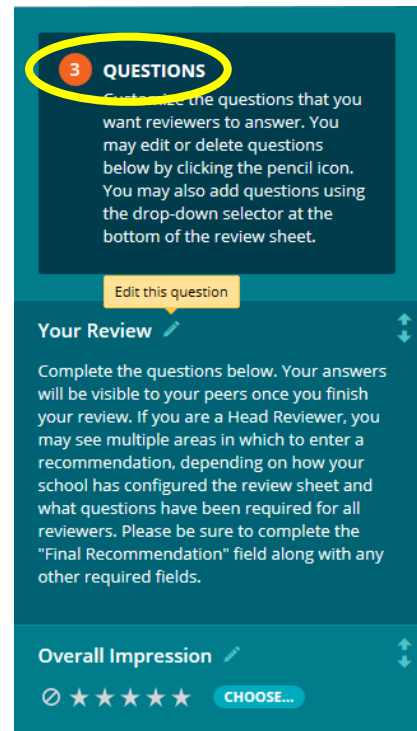 3 QUESTIONS
Customize the questions that you
want reviewers to answer. You
may edit or delete questions
below by clicking the pencil icon.
You may also add questions using
the drop-down selector at the
bottom of the review sheet.
Edit this question
Your Review
Complete the questions below. Your answers
will be visible to your peers once you finish
your review. If you are a Head Reviewer, you
may see multiple areas in which to enter a
recommendation, depending on how your
school has configured the review sheet and
what questions have been required for all
reviewers. Please be sure to complete the
"Final Recommendation" field along with any
other required fields.
Overall Impression
CHOOSE...